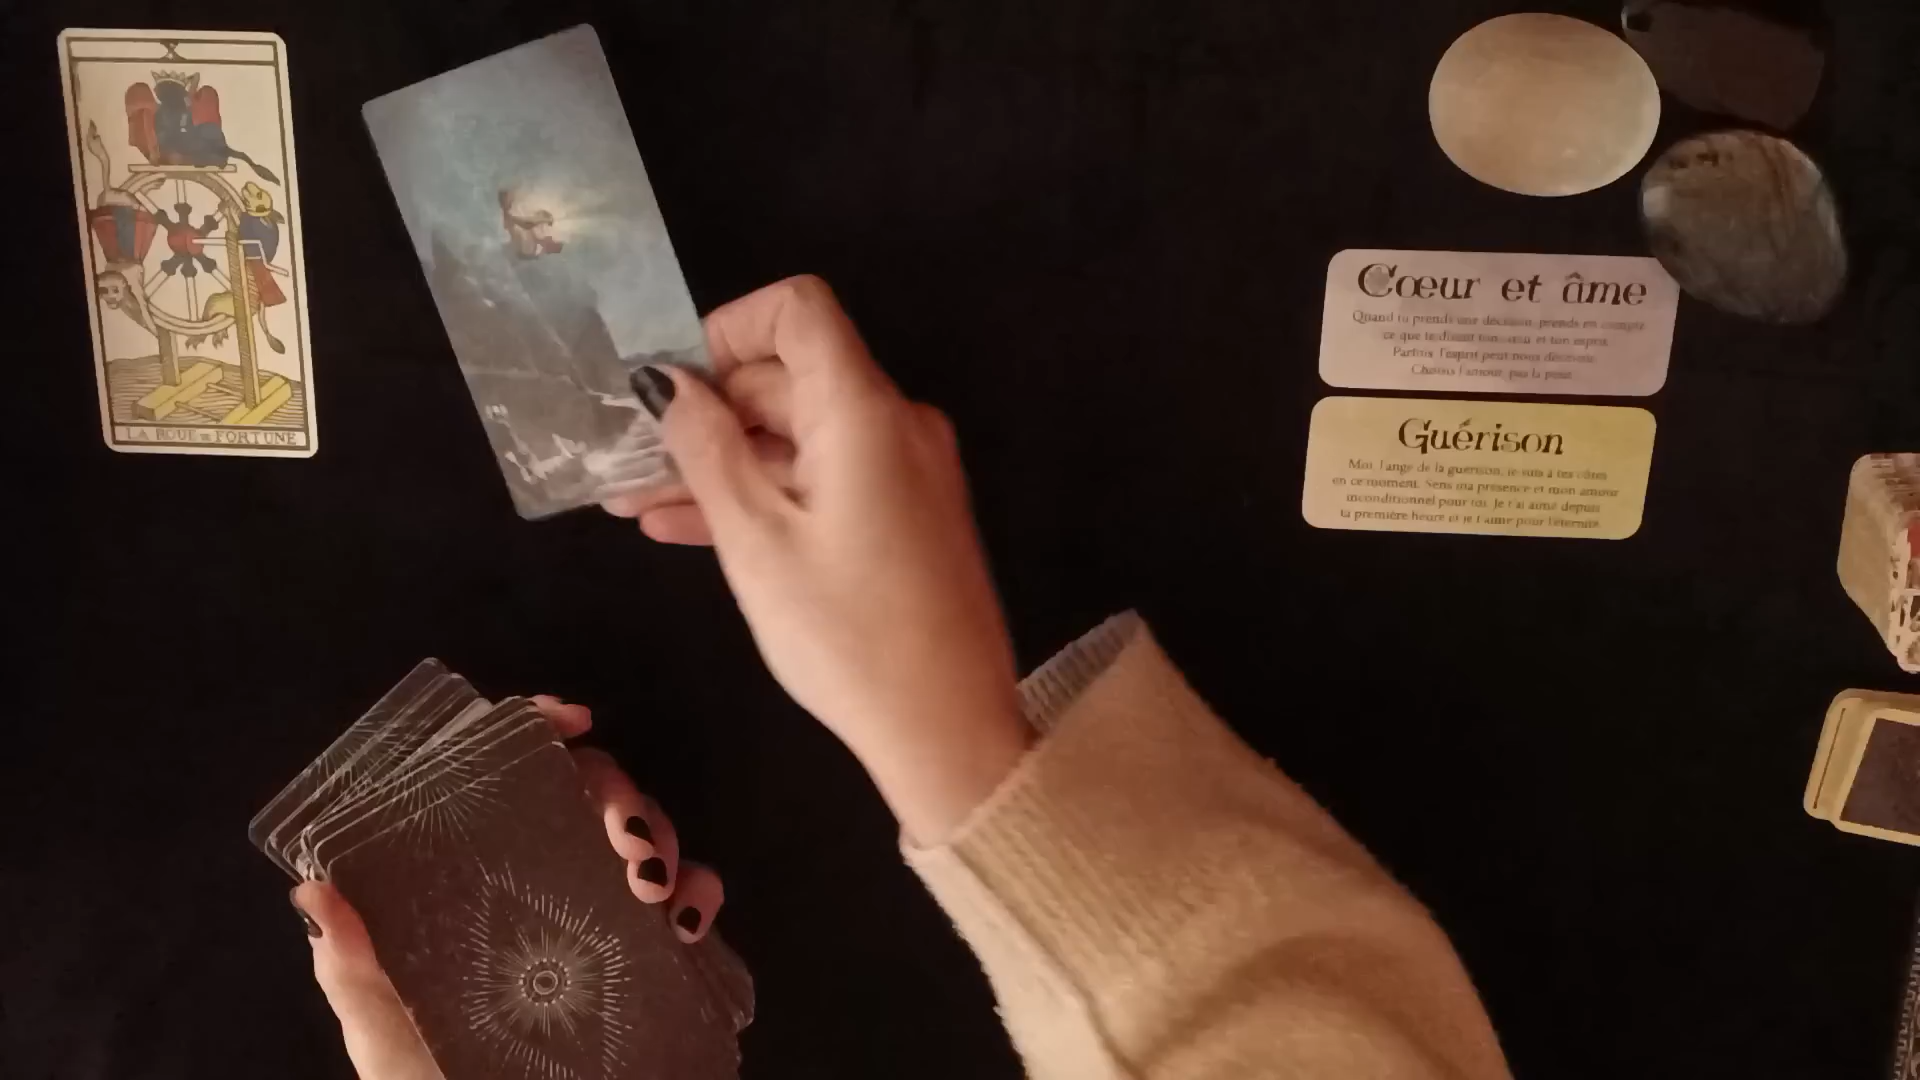 X
LA ROUE DE FORTUNE
Cœur et âme
Quand tu prends une décision, prends en compte
ce que te disent ton cœur et ton esprit.
Parfois l'esprit peut nous décevoir.
Choisis l'amour, pas la peur.
Guérison
Moi, l'ange de la guérison, je suis à tes côtés
en ce moment. Sens ma présence et mon amour
inconditionnel pour toi. Je t'ai aimé depuis
ta première heure et je t'aime pour l'éternité.